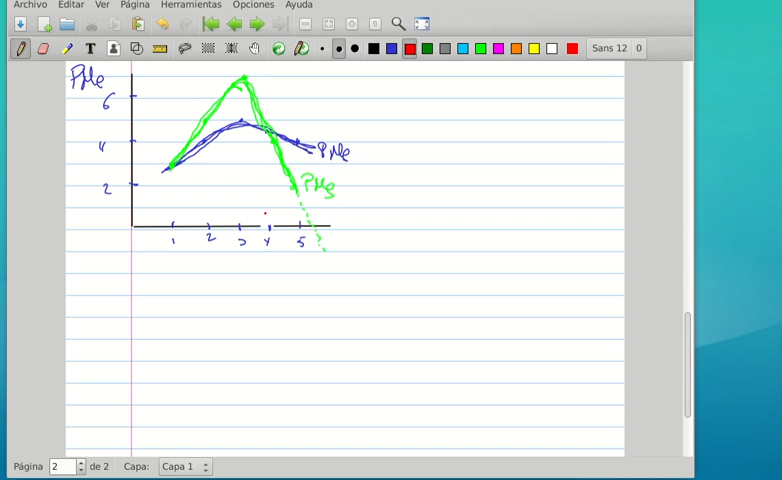 Archivo Editar Ver Página Herramientas Opciones Ayuda
Sans 12 0
PMe
6
4
2
PMe
PMg
1 2 3 4 5
Página 2 de 2 Capa: Capa 1